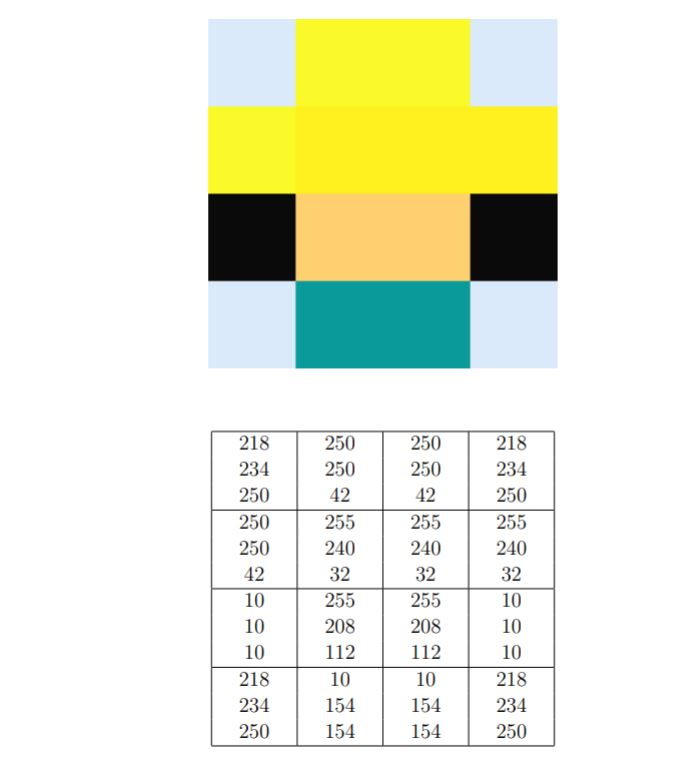 218 250 250 218
234 250 250 234
250 42 42 250
250 255 255 255
250 240 240 240
42 32 32 32
10 255 255 10
10 208 208 10
10 112 112 10
218 10 10 218
234 154 154 234
250 154 154 250